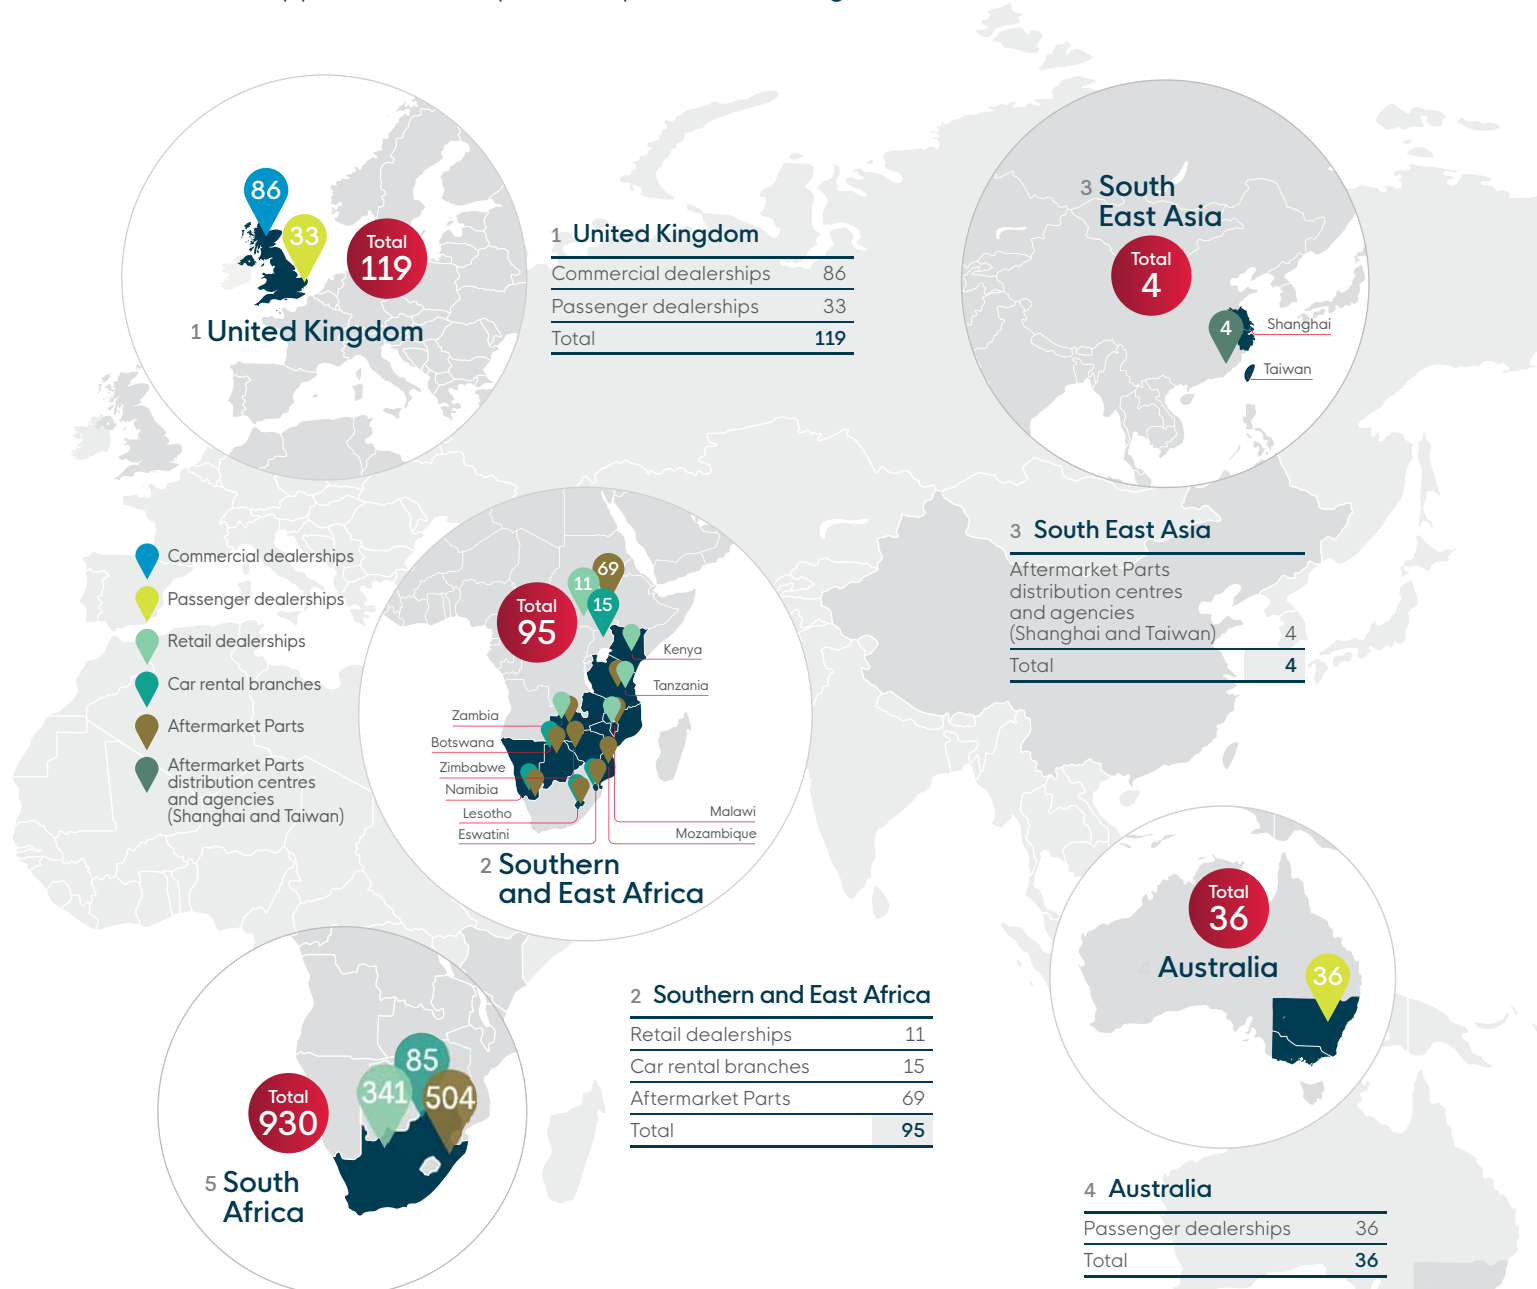 86
33
Total
119
1 United Kingdom
1 United Kingdom
Commercial dealerships 86
Passenger dealerships 33
Total 119
3 South
East Asia
Total
4
4
Shanghai
Taiwan
3 South East Asia
Aftermarket Parts
distribution centres
and agencies
(Shanghai and Taiwan) 4
Total 4
Commercial dealerships
Passenger dealerships
Retail dealerships
Car rental branches
Aftermarket Parts
Aftermarket Parts
distribution centres
and agencies
(Shanghai and Taiwan)
69
11
15
Total
95
Kenya
Tanzania
Zambia
Botswana
Zimbabwe
Namibia
Lesotho
Eswatini
Malawi
Mozambique
2 Southern
and East Africa
2 Southern and East Africa
Retail dealerships 11
Car rental branches 15
Aftermarket Parts 69
Total 95
Total
36
4 Australia
36
4 Australia
Passenger dealerships 36
Total 36
85
341
504
Total
930
5 South
Africa